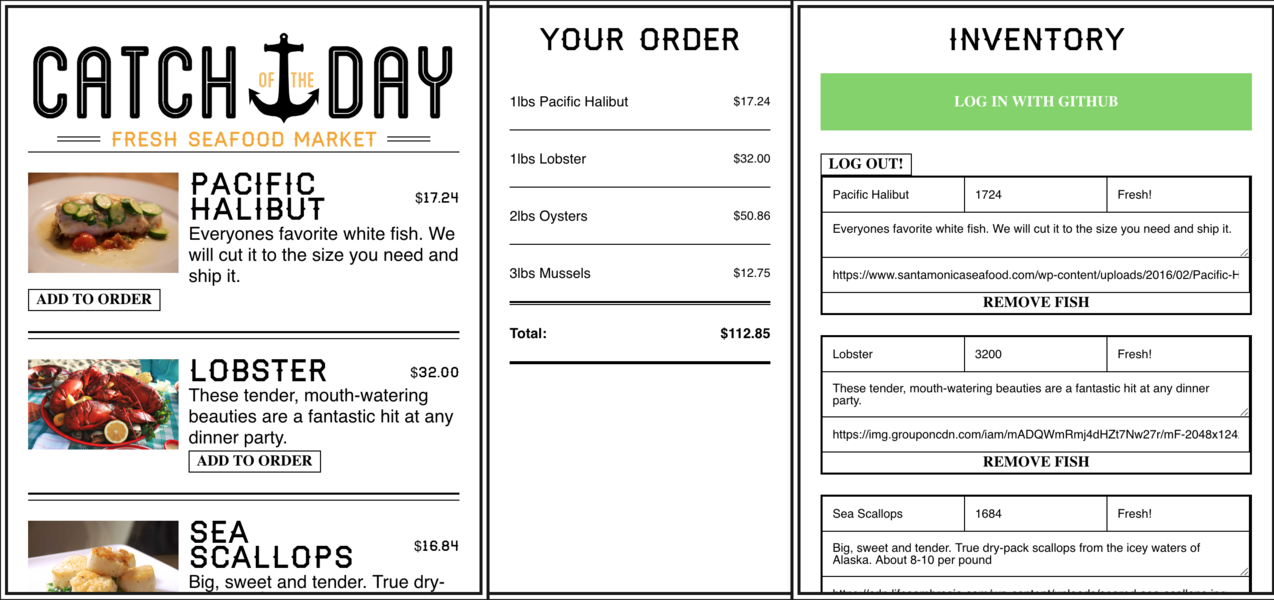 CATCH OF THE DAY
FRESH SEAFOOD MARKET
PACIFIC
HALIBUT
$17.24
Everyones favorite white fish. We
will cut it to the size you need and
ship it.
ADD TO ORDER
LOBSTER
$32.00
These tender, mouth-watering
beauties are a fantastic hit at any
dinner party.
ADD TO ORDER
SEA
SCALLOPS
$16.84
Big, sweet and tender. True dry-
YOUR ORDER
1lbs Pacific Halibut $17.24
1lbs Lobster $32.00
2lbs Oysters $50.86
3lbs Mussels $12.75
Total: $112.85
INVENTORY
LOG IN WITH GITHUB
LOG OUT!
Pacific Halibut 1724 Fresh!
Everyones favorite white fish. We will cut it to the size you need and ship it.
https://www.santamonicaseafood.com/wp-content/uploads/2016/02/Pacific-H
REMOVE FISH
Lobster 3200 Fresh!
These tender, mouth-watering beauties are a fantastic hit at any dinner
party.
https://img.grouponcdn.com/iam/mADQWmRmj4dHZt7Nw27r/mF-2048x124
REMOVE FISH
Sea Scallops 1684 Fresh!
Big, sweet and tender. True dry-pack scallops from the icey waters of
Alaska. About 8-10 per pound